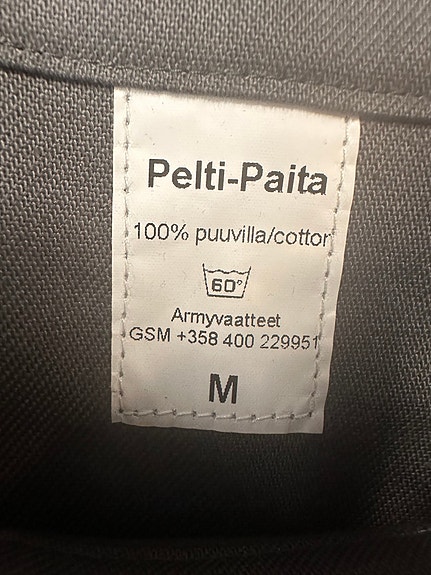 Pelti-Paita
100% puuvilla/cotton
60°
Armyvaatteet
GSM +358 400 229951
M